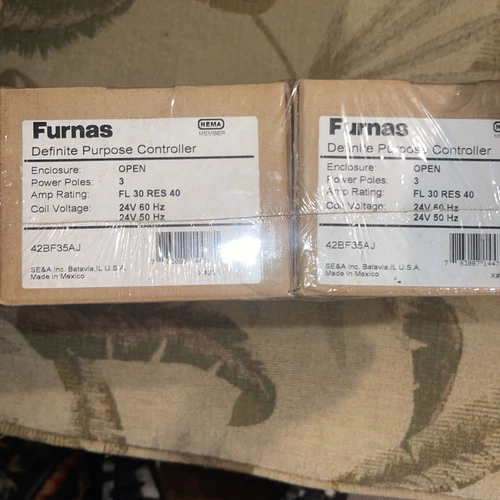 Furnas
NEMA
MEMBER
Definite Purpose Controller
Enclosure: OPEN
Power Poles: 3
Amp Rating: FL 30 RES 40
Coil Voltage: 24V 60 Hz
24V 50 Hz
42BF35AJ
SE&A Inc. Batavia, IL U.S.A.
Made in Mexico
Furnas
Definite Purpose Controller
Enclosure: OPEN
Power Poles: 3
Amp Rating: FL 30 RES 40
Coil Voltage: 24V 60 Hz
24V 50 Hz
42BF35AJ
SE&A Inc. Batavia, IL U.S.A.
Made in Mexico